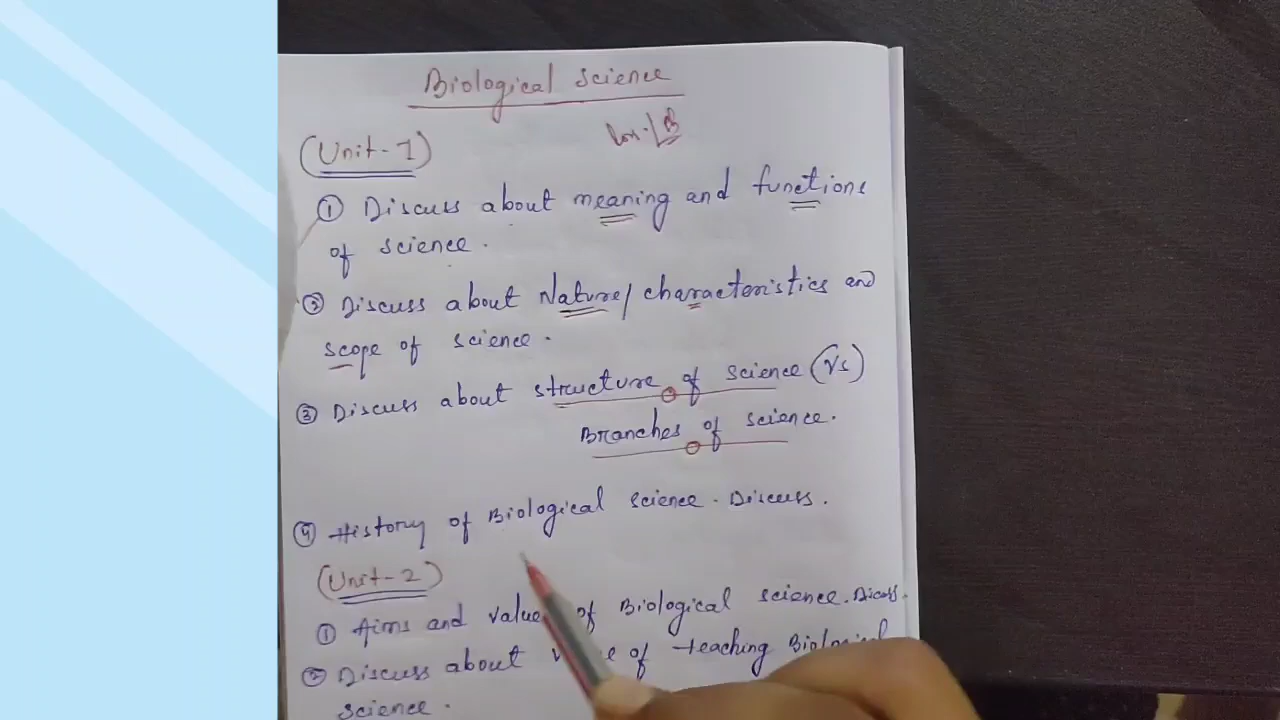 Biological Science
(Unit-1)
① Discuss about meaning and functions
of science.
② Discuss about Nature/characteristics and
scope of science.
③ Discuss about structure of science (Vs)
Branches of science.
④ History of Biological science. Discuss.
(Unit-2)
① Aims and value of Biological science. Discuss.
② Discuss about of teaching Biological
science.